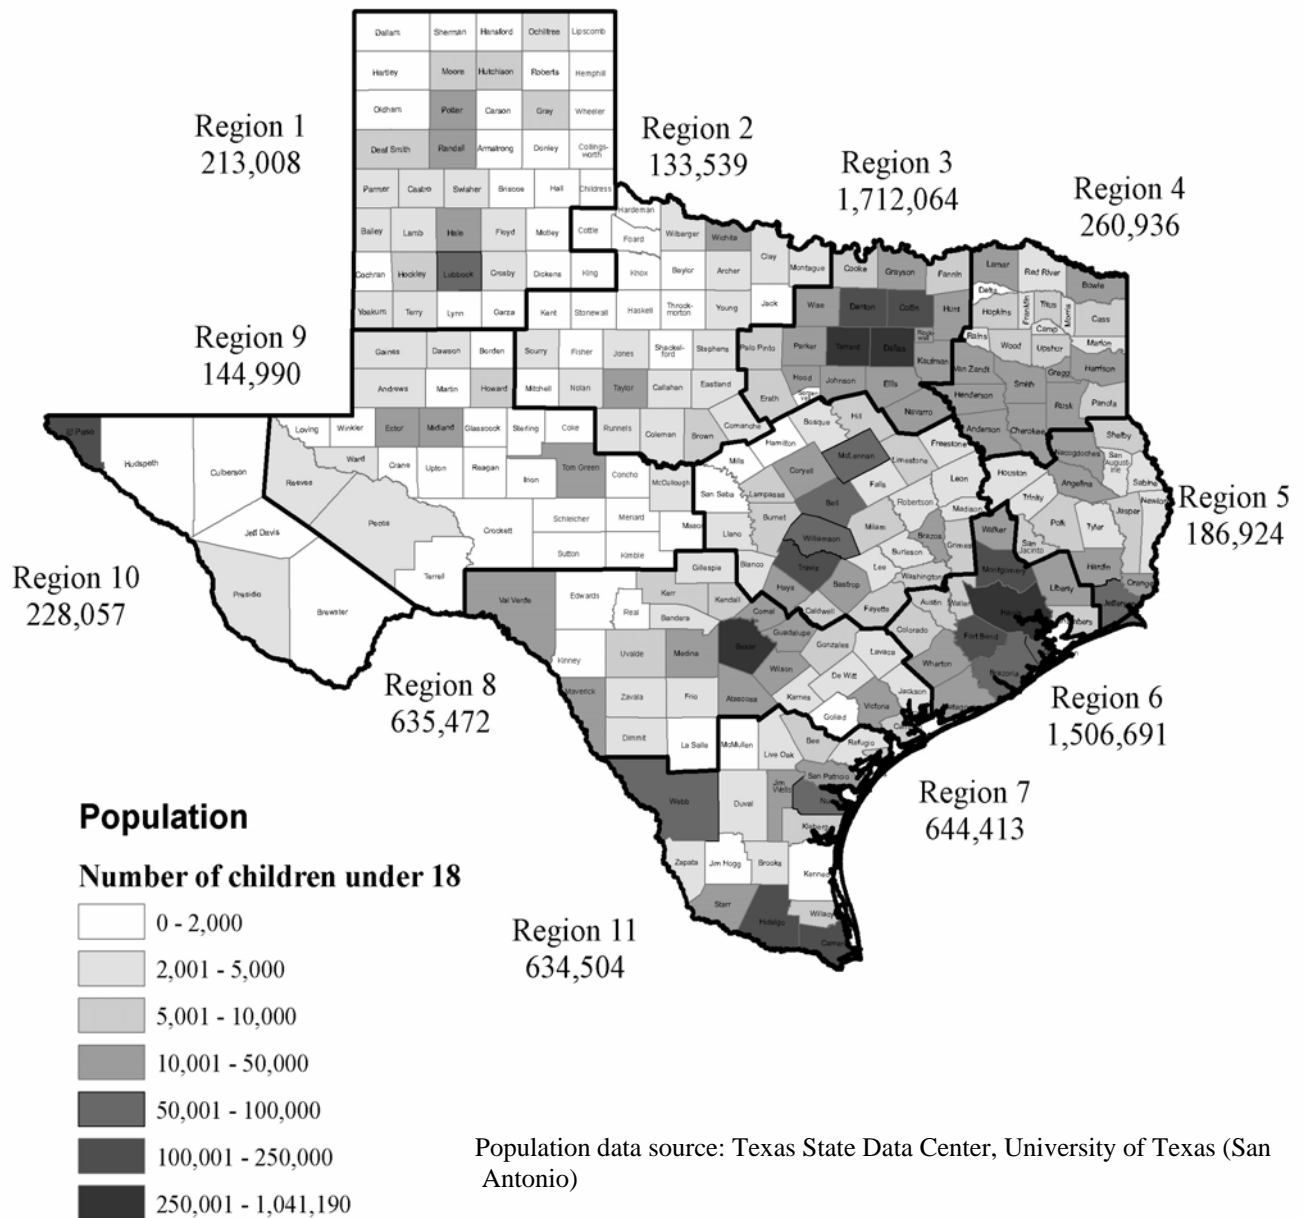 Dallam Sherman Hansford Ochiltree Lipscomb
Hartley Moore Hutchison Roberts Hemphill
Oldham Potter Carson Gray Wheeler
Deaf Smith Randall Armstrong Donley Collings-
worth
Parmer Castro Swisher Briscoe Hall Childress
Bailey Lamb Hale Floyd Motley Cottle
Cochran Hockley Lubbock Crosby Dickens King
Yoakum Terry Lynn Garza Kent Stonewall Haskell Throck-
morton Young Jack
Region 1
213,008
Region 2
133,539
Region 3
1,712,064
Region 4
260,936
Hardeman
Foard Wilbarger Wichita
Knox Baylor Archer Clay Montague
Cooke Grayson Fannin Lamar Red River Bowie
Wise Denton Collin Hunt Delta Hopkins Franklin Titus Morris Cass
Camp Rains Wood Upshur Marion
Region 9
144,990
Gaines Dawson Borden Scurry Fisher Jones Shackel-
ford Stephens Palo Pinto Parker Tarrant Dallas Rock-
wall Kaufman Van Zandt Smith Gregg Harrison
Andrews Martin Howard Mitchell Nolan Taylor Callahan Eastland Erath Hood Johnson Ellis Henderson Rusk Panola
Navarro Anderson Cherokee
El Paso Hudspeth Culberson Loving Winkler Ector Midland Glasscock Sterling Coke Runnels Coleman Brown Comanche
Hamilton Bosque Hill Freestone Nacogdoches Shelby
Reeves Ward Crane Upton Reagan Irion Tom Green Concho McCullough
San Saba Mills Lampasas Coryell McLennan Limestone Falls Leon Houston Angelina San
August-
ine Sabine
Jeff Davis Pecos Crockett Schleicher Menard Mason
Sutton Kimble Terrell
Llano Burnet Bell Milam Robertson Madison Trinity Polk Tyler Jasper Newton
Williamson Brazos Grimes Walker San
Jacinto Hardin
Region 5
186,924
Region 10
228,057
Presidio Brewster
Gillespie Blanco Travis Lee Burleson Washington Montgomery Liberty Orange
Hays Bastrop Caldwell Fayette Austin Waller Harris
Val Verde Edwards Real Kerr Kendall Bandera Comal Guadalupe Gonzales Lavaca Colorado Fort Bend
Kinney Uvalde Medina Bexar Wilson De Witt Wharton Brazoria
Maverick Zavala Frio Atascosa Karnes Goliad Victoria Jackson
Dimmit La Salle McMullen Live Oak Bee Refugio
Region 8
635,472
Region 6
1,506,691
Region 7
644,413
Webb Duval Jim
Wells San Patricio
Zapata Jim Hogg Brooks
Starr Hidalgo Willacy
Region 11
634,504
Population
Number of children under 18
0 - 2,000
2,001 - 5,000
5,001 - 10,000
10,001 - 50,000
50,001 - 100,000
100,001 - 250,000
250,001 - 1,041,190
Population data source: Texas State Data Center, University of Texas (San
Antonio)